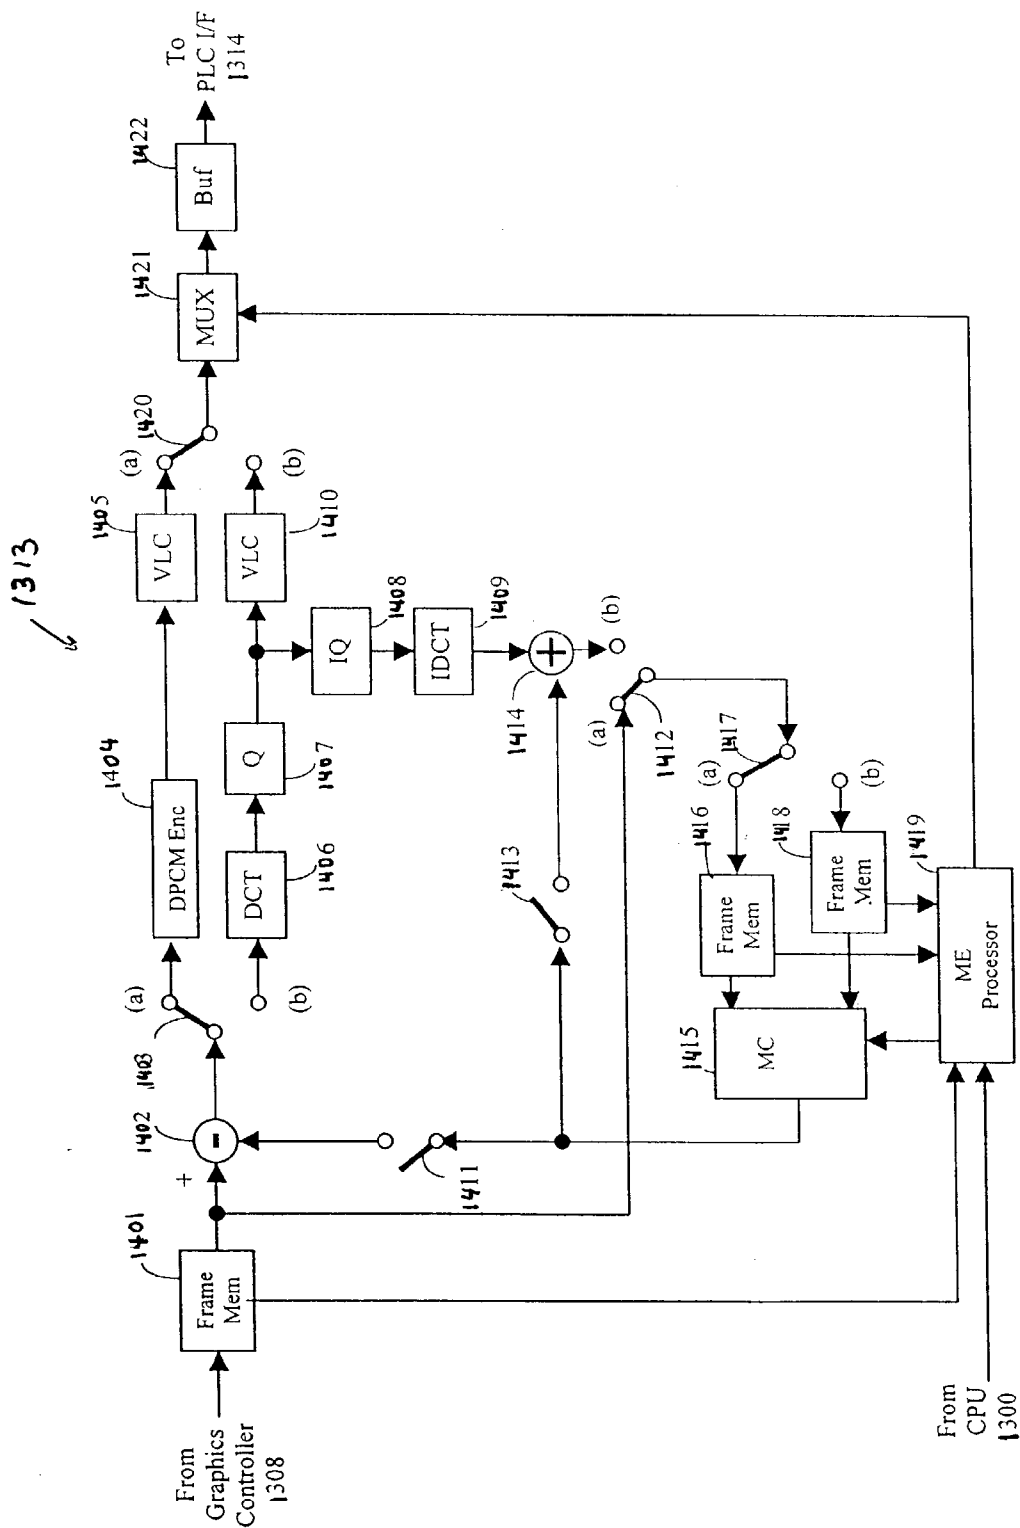 1313
From
Graphics
Controller
1308
Frame
Mem
1401
+
-
1402
1403
(a)
(b)
DPCM Enc
1404
DCT
1406
Q
1407
VLC
1405
VLC
1410
(a)
(b)
1420
MUX
1421
Buf
1422
To
PLC I/F
1314
IQ
1408
IDCT
1409
+
1414
(b)
(a)
1412
1413
1411
1417
(a)
(b)
Frame
Mem
1416
Frame
Mem
1418
MC
1415
ME
Processor
1419
From
CPU
1300